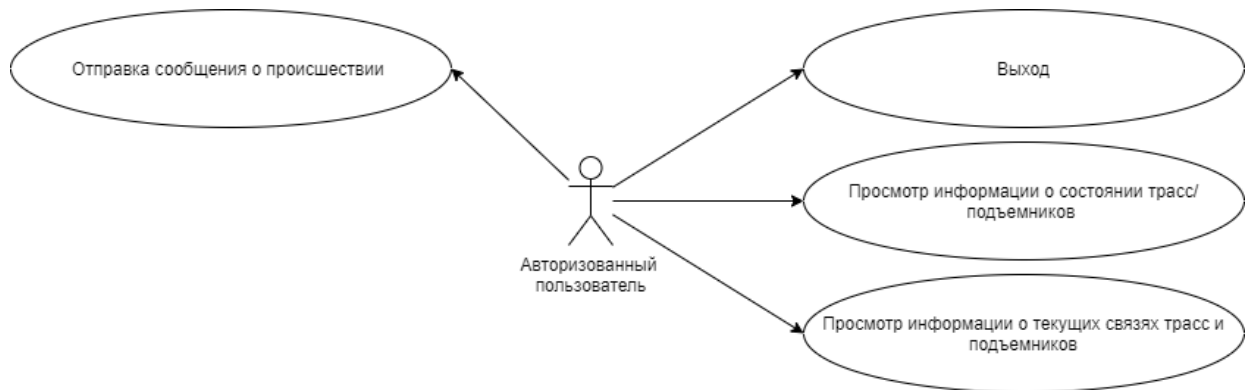 Отправка сообщения о происшествии
Выход
Просмотр информации о состоянии трасс/
подъемников
Авторизованный
пользователь
Просмотр информации о текущих связях трасс и
подъемников